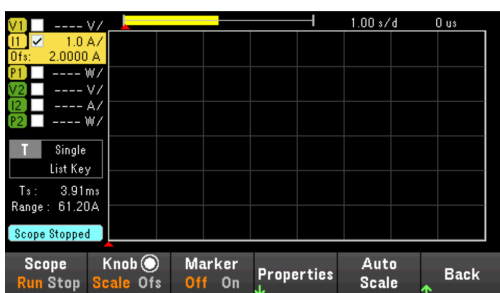 V1 ---- V/ 1.00 s/d 0 us
I1 1.0 A/
Ofs: 2.0000 A
P1 ---- W/
V2 ---- V/
I2 ---- A/
P2 ---- W/
T Single
List Key
Ts : 3.91ms
Range : 61.20A
Scope Stopped
Scope Knob Marker Properties Auto Back
Run Stop Scale Ofs Off On Scale